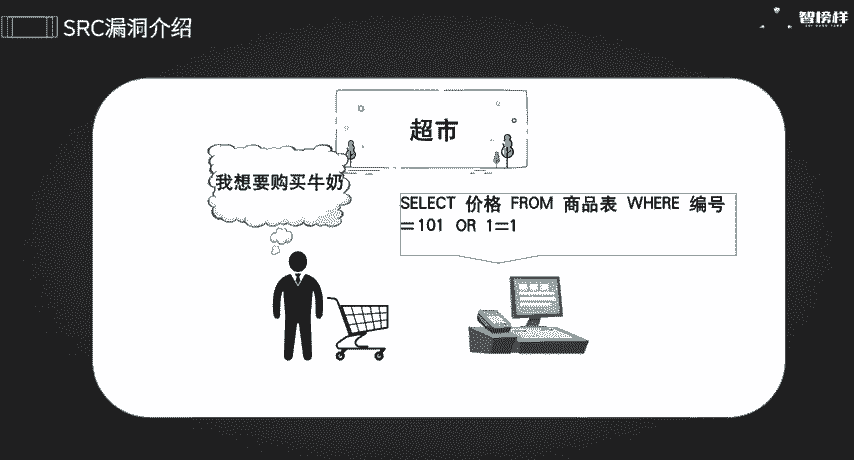 SRC漏洞介绍
智榜样
超市
我想要购买牛奶
SELECT 价格 FROM 商品表 WHERE 编号
=101 OR 1=1